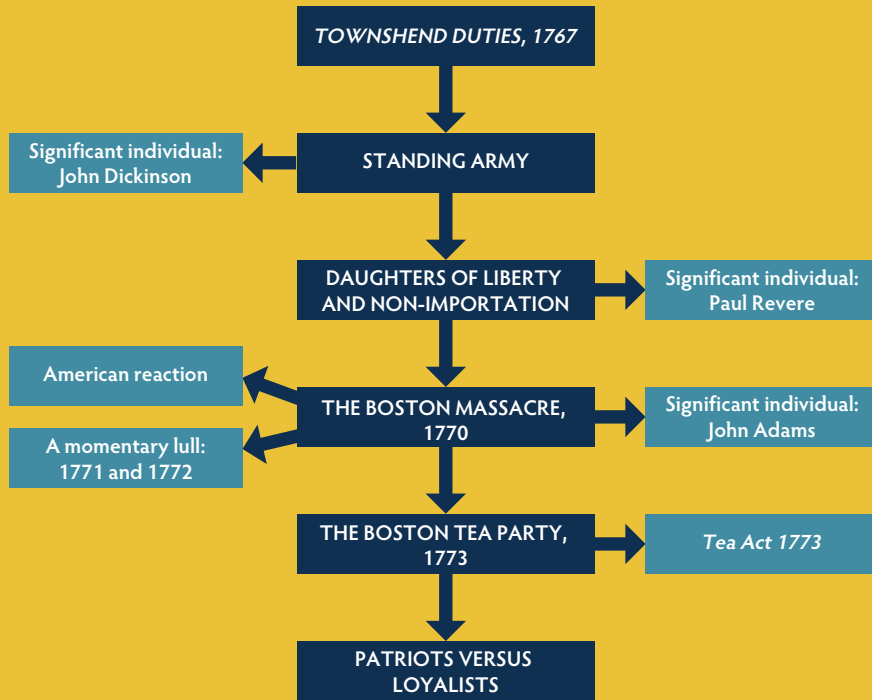 TOWNSHEND DUTIES, 1767
Significant individual:
John Dickinson
STANDING ARMY
DAUGHTERS OF LIBERTY
AND NON-IMPORTATION
Significant individual:
Paul Revere
American reaction
A momentary lull:
1771 and 1772
THE BOSTON MASSACRE,
1770
Significant individual:
John Adams
THE BOSTON TEA PARTY,
1773
Tea Act 1773
PATRIOTS VERSUS
LOYALISTS